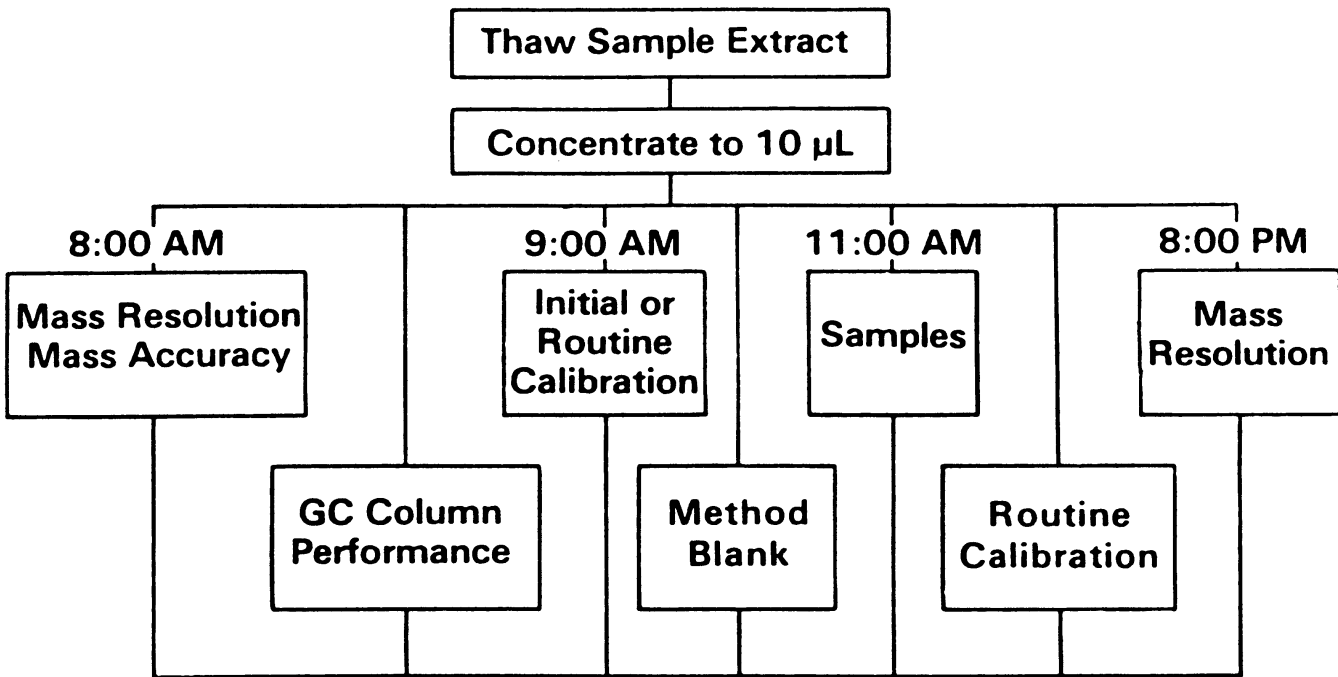 Thaw Sample Extract
Concentrate to 10 µL
8:00 AM
Mass Resolution
Mass Accuracy
GC Column
Performance
9:00 AM
Initial or
Routine
Calibration
Method
Blank
11:00 AM
Samples
Routine
Calibration
8:00 PM
Mass
Resolution